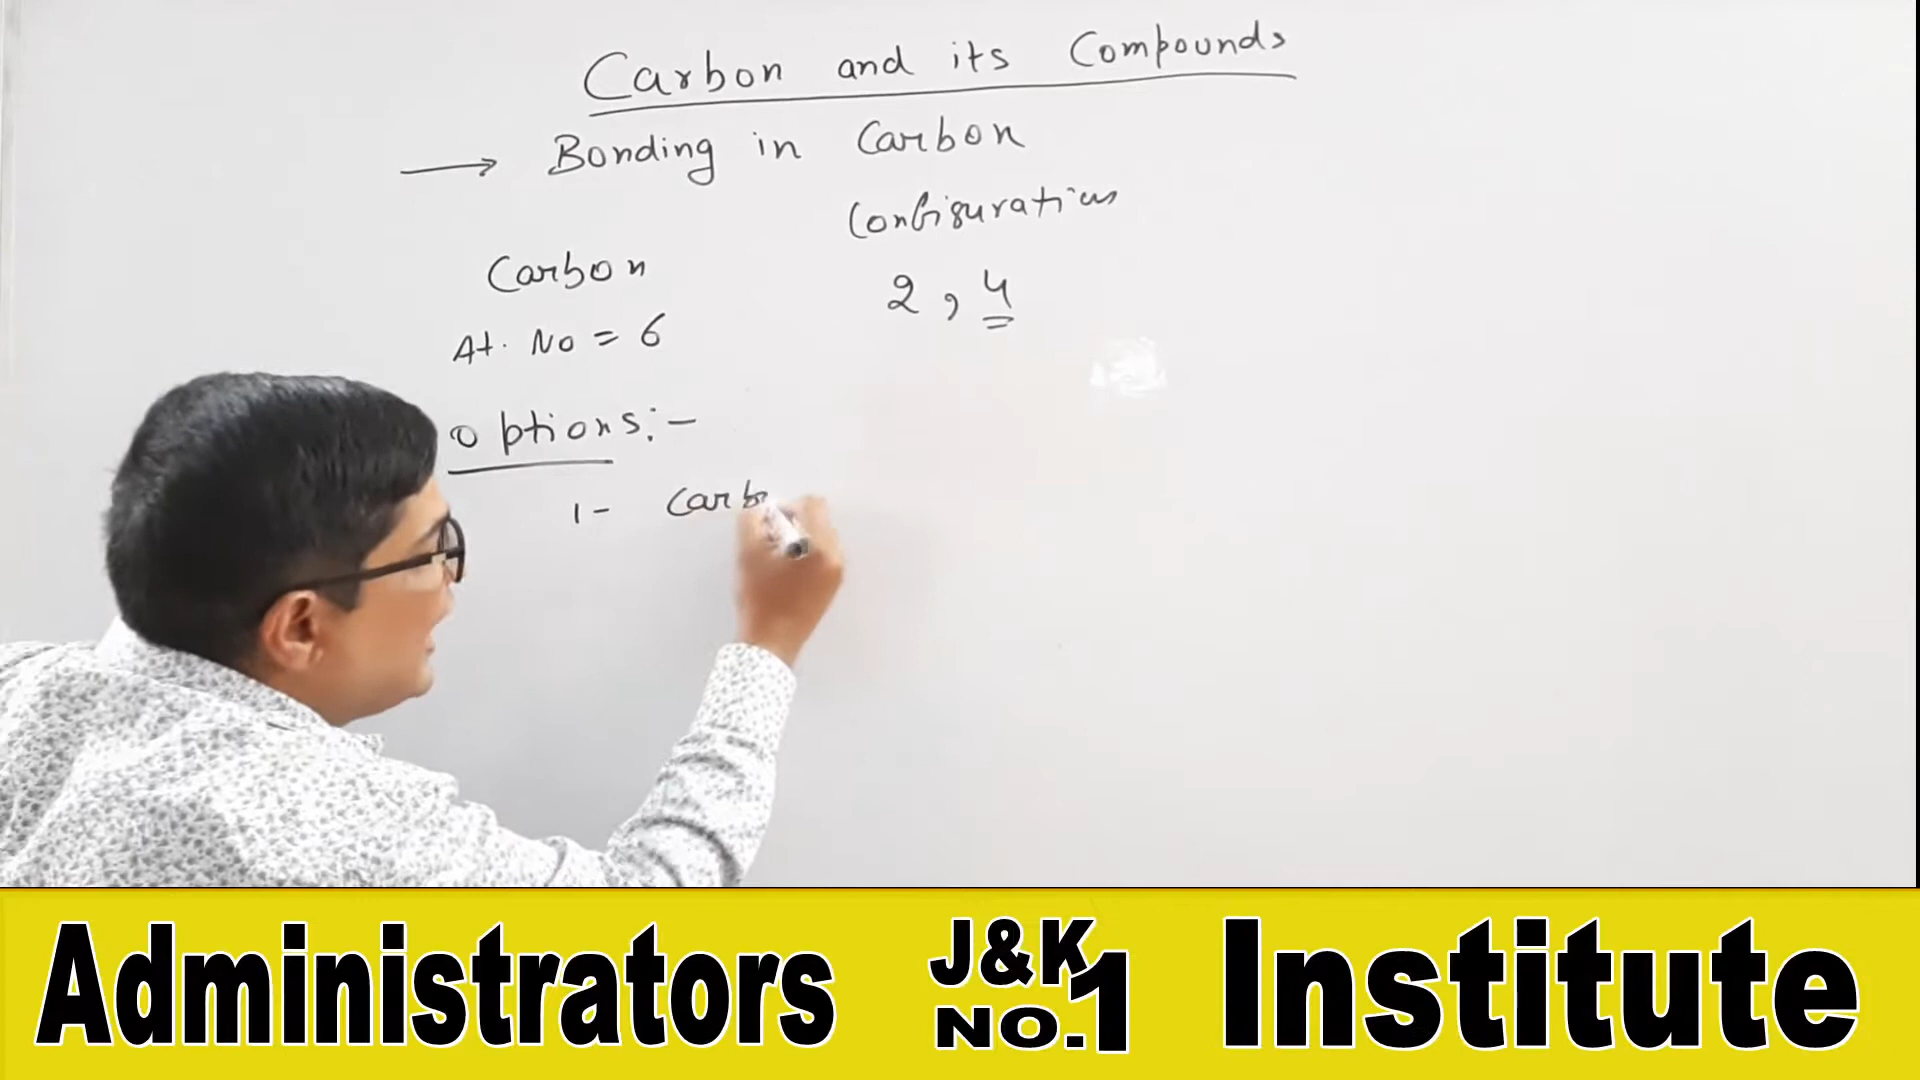 Carbon and its Compounds
→ Bonding in Carbon
Configuration
Carbon
2, 4
At. No = 6
Options:-
1- Carb
Administrators J&K NO.1 Institute